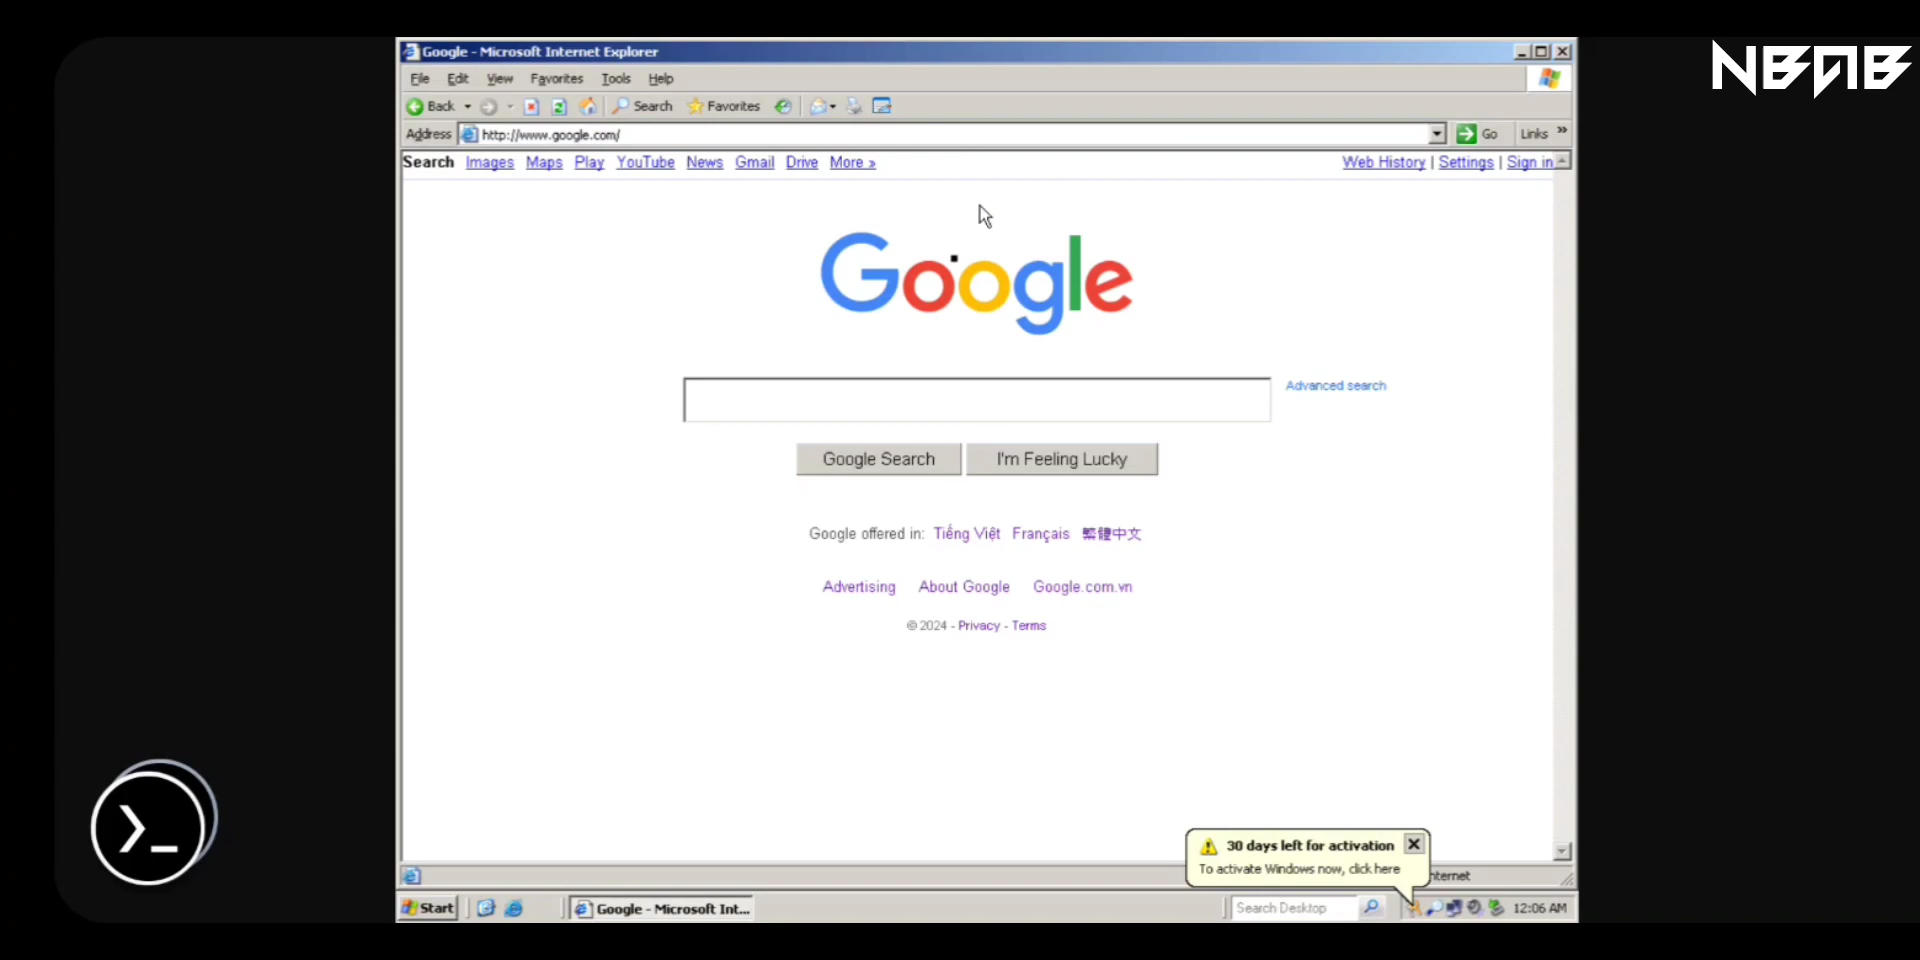 Google - Microsoft Internet Explorer
NBAB
File Edit View Favorites Tools Help
Back Search Favorites
Address http://www.google.com/ Go Links »
Search Images Maps Play YouTube News Gmail Drive More » Web History | Settings | Sign in
Google
Advanced search
Google Search I'm Feeling Lucky
Google offered in: Tiếng Việt Français 繁體中文
Advertising About Google Google.com.vn
© 2024 - Privacy - Terms
30 days left for activation
To activate Windows now, click here
nternet
Start Google - Microsoft Int... Search Desktop 12:06 AM